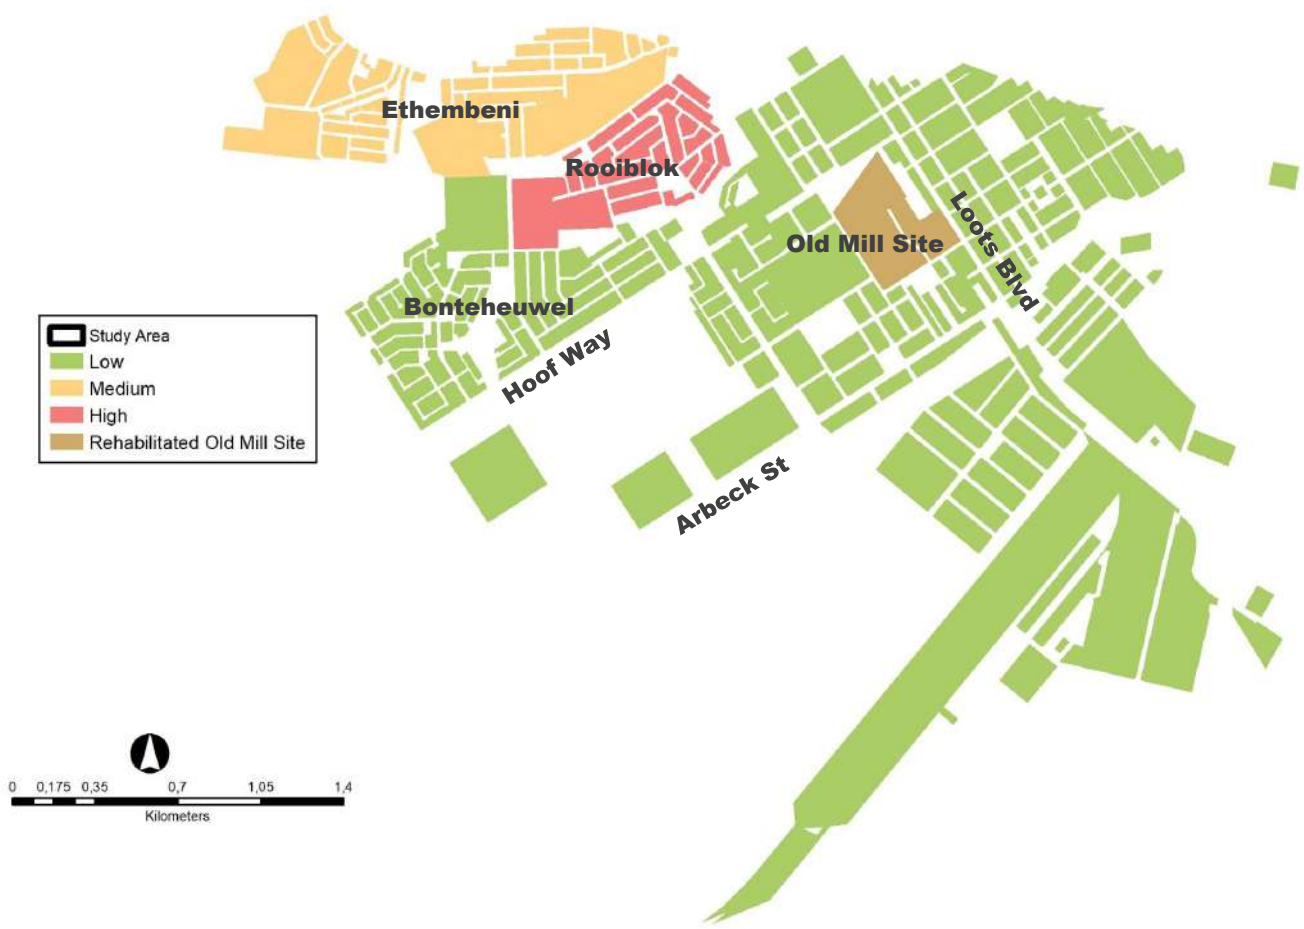 Ethembeni
Rooiblok
Old Mill Site
Loots Blvd
Bonteheuwel
Hoof Way
Arbeck St
Study Area
Low
Medium
High
Rehabilitated Old Mill Site
0 0,175 0,35 0,7 1,05 1,4
Kilometers